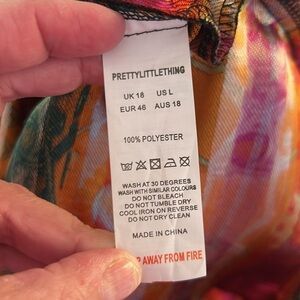 PRETTYLITTLETHING
UK 18 US L
EUR 46 AUS 18
100% POLYESTER
WASH AT 30 DEGREES
WASH WITH SIMILAR COLOURS
DO NOT BLEACH
DO NOT TUMBLE DRY
COOL IRON ON REVERSE
DO NOT DRY CLEAN
MADE IN CHINA
AWAY FROM FIRE